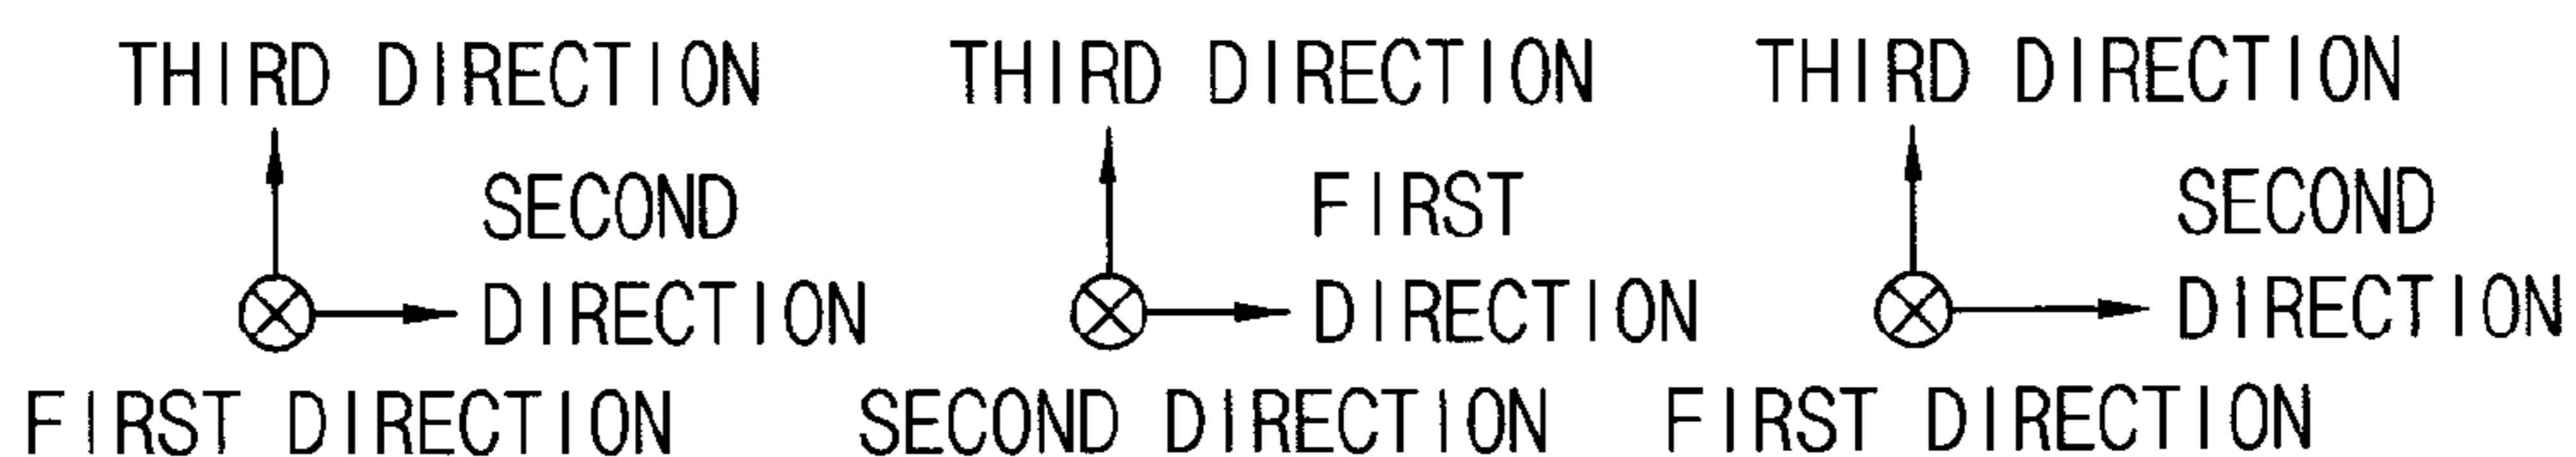 THIRD DIRECTION
SECOND
DIRECTION
FIRST DIRECTION
THIRD DIRECTION
FIRST
DIRECTION
SECOND DIRECTION
THIRD DIRECTION
SECOND
DIRECTION
FIRST DIRECTION